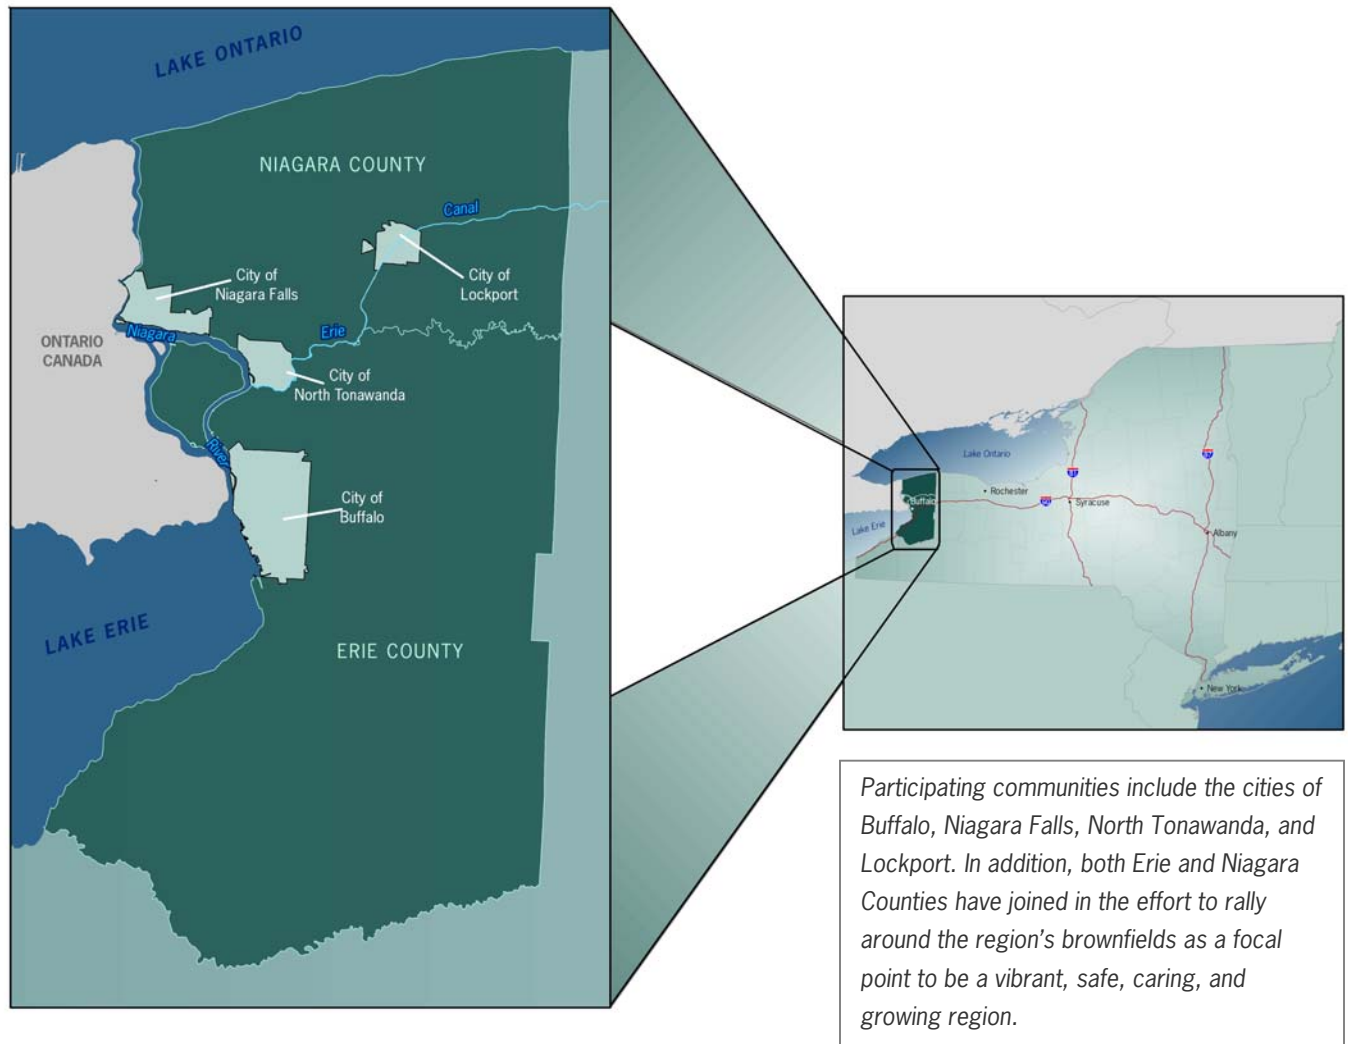 LAKE ONTARIO
NIAGARA COUNTY
Canal
City of
Niagara Falls
City of
Lockport
Niagara
Erie
ONTARIO
CANADA
City of
North Tonawanda
River
City of
Buffalo
LAKE ERIE
ERIE COUNTY
Lake Ontario
87
81
Rochester
90
Syracuse
Buffalo
Lake Erie
Albany
New York
Participating communities include the cities of
Buffalo, Niagara Falls, North Tonawanda, and
Lockport. In addition, both Erie and Niagara
Counties have joined in the effort to rally
around the region's brownfields as a focal
point to be a vibrant, safe, caring, and
growing region.